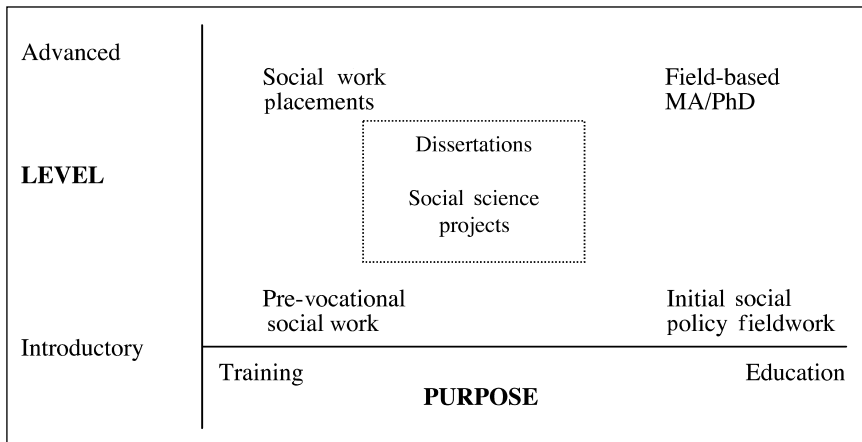 Advanced
Social work
placements
Field-based
MA/PhD
Dissertations
LEVEL
Social science
projects
Pre-vocational
social work
Initial social
policy fieldwork
Introductory
Training
Education
PURPOSE